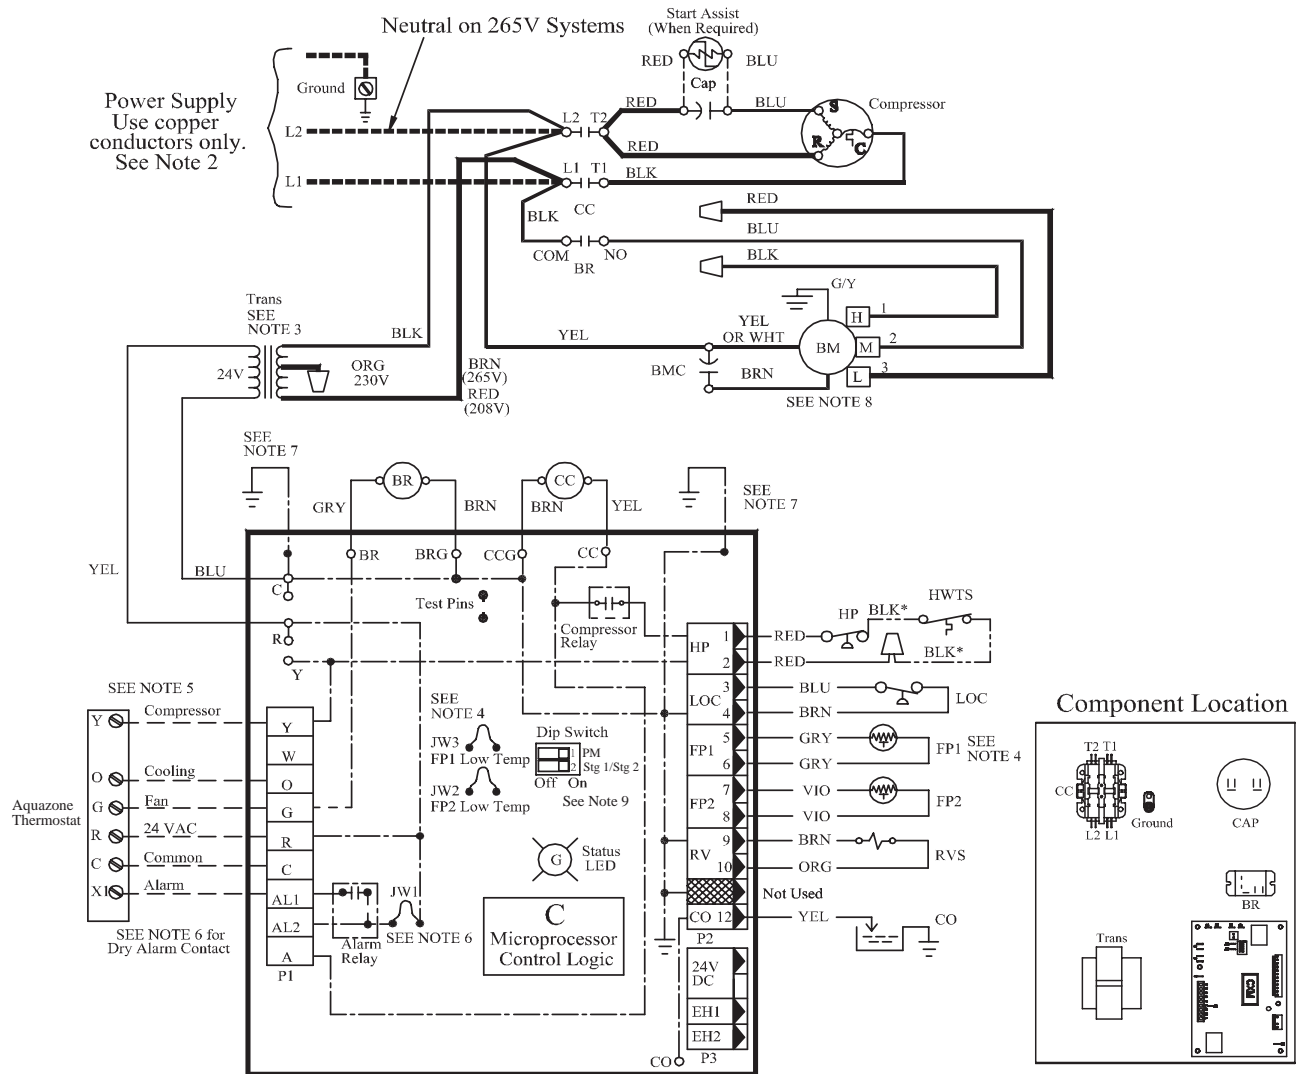 Neutral on 265V Systems
Start Assist
(When Required)
RED
BLU
Cap
Ground
Power Supply
Use copper
conductors only.
See Note 2
L2
L1
L2 T2
RED
BLU
S
Compressor
R
C
RED
L1 T1
BLK
CC
BLK
RED
BLU
COM
NO
BR
BLK
G/Y
Trans
SEE
NOTE 3
BLK
YEL
YEL
OR WHT
BM
H
1
M
2
L
3
24V
ORG
230V
BRN
(265V)
RED
(208V)
BMC
BRN
SEE NOTE 8
SEE
NOTE 7
BR
CC
SEE
NOTE 7
GRY
BRN
BRN
YEL
BR
BRG
CCG
CC
YEL
BLU
C
Test Pins
Compressor
Relay
R
Y
HP
1
2
RED
HP
BLK*
HWTS
RED
BLK*
LOC
3
4
BLU
BRN
LOC
FP1
5
6
GRY
GRY
FP1
SEE
NOTE 4
FP2
7
8
VIO
VIO
FP2
RV
9
10
BRN
ORG
RVS
Not Used
CO 12
YEL
CO
P2
24V
DC
EH1
EH2
P3
CO
SEE NOTE 5
Y
Compressor
O
Cooling
G
Fan
R
24 VAC
C
Common
X1
Alarm
Aquazone
Thermostat
SEE NOTE 6 for
Dry Alarm Contact
Y
W
O
G
R
C
AL1
AL2
A
P1
SEE
NOTE 4
JW3
FP1 Low Temp
JW2
FP2 Low Temp
Dip Switch
1
PM
2
Stg 1/Stg 2
Off On
See Note 9
G
Status
LED
JW1
Alarm
Relay
SEE NOTE 6
C
Microprocessor
Control Logic
Component Location
T2 T1
CC
L2 L1
Ground
CAP
BR
Trans
CXM